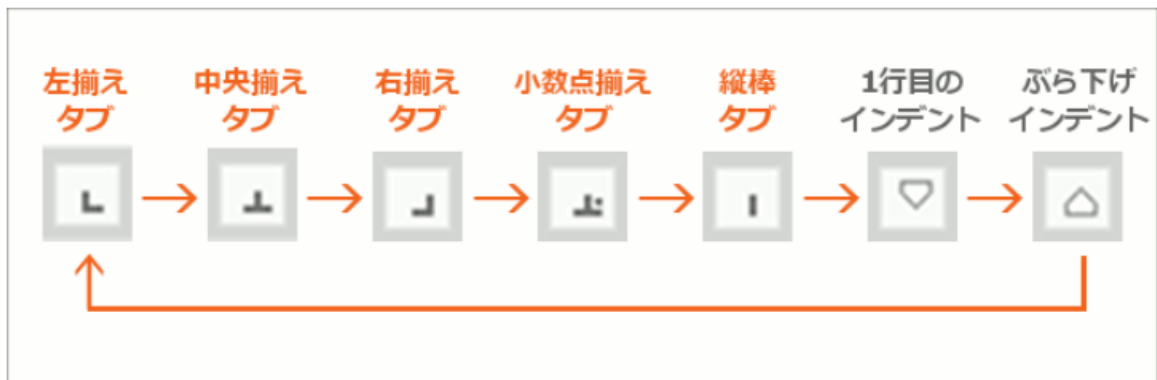 左揃え
タブ
中央揃え
タブ
右揃え
タブ
小数点揃え
タブ
縦棒
タブ
1行目の
インデント
ぶら下げ
インデント